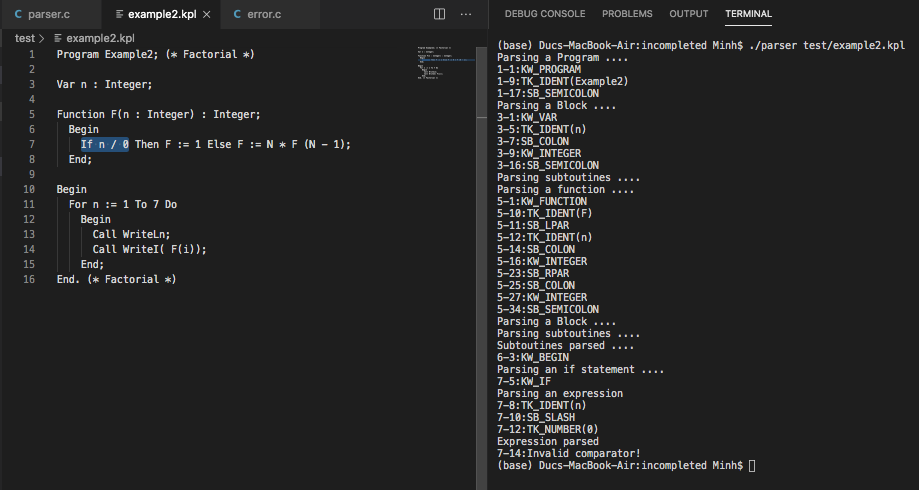 C parser.c
example2.kpl ×
C error.c
···
test > example2.kpl
1 Program Example2; (* Factorial *)
2
3 Var n : Integer;
4
5 Function F(n : Integer) : Integer;
6 Begin
7 If n / 0 Then F := 1 Else F := N * F (N - 1);
8 End;
9
10 Begin
11 For n := 1 To 7 Do
12 Begin
13 Call WriteLn;
14 Call WriteI( F(i));
15 End;
16 End. (* Factorial *)
DEBUG CONSOLE PROBLEMS OUTPUT TERMINAL
(base) Ducs-MacBook-Air:incompleted Minh$ ./parser test/example2.kpl
Parsing a Program ....
1-1:KW_PROGRAM
1-9:TK_IDENT(Example2)
1-17:SB_SEMICOLON
Parsing a Block ....
3-1:KW_VAR
3-5:TK_IDENT(n)
3-7:SB_COLON
3-9:KW_INTEGER
3-16:SB_SEMICOLON
Parsing subtoutines ....
Parsing a function ....
5-1:KW_FUNCTION
5-10:TK_IDENT(F)
5-11:SB_LPAR
5-12:TK_IDENT(n)
5-14:SB_COLON
5-16:KW_INTEGER
5-23:SB_RPAR
5-25:SB_COLON
5-27:KW_INTEGER
5-34:SB_SEMICOLON
Parsing a Block ....
Parsing subtoutines ....
Subtoutines parsed ....
6-3:KW_BEGIN
Parsing an if statement ....
7-5:KW_IF
Parsing an expression
7-8:TK_IDENT(n)
7-10:SB_SLASH
7-12:TK_NUMBER(0)
Expression parsed
7-14:Invalid comparator!
(base) Ducs-MacBook-Air:incompleted Minh$